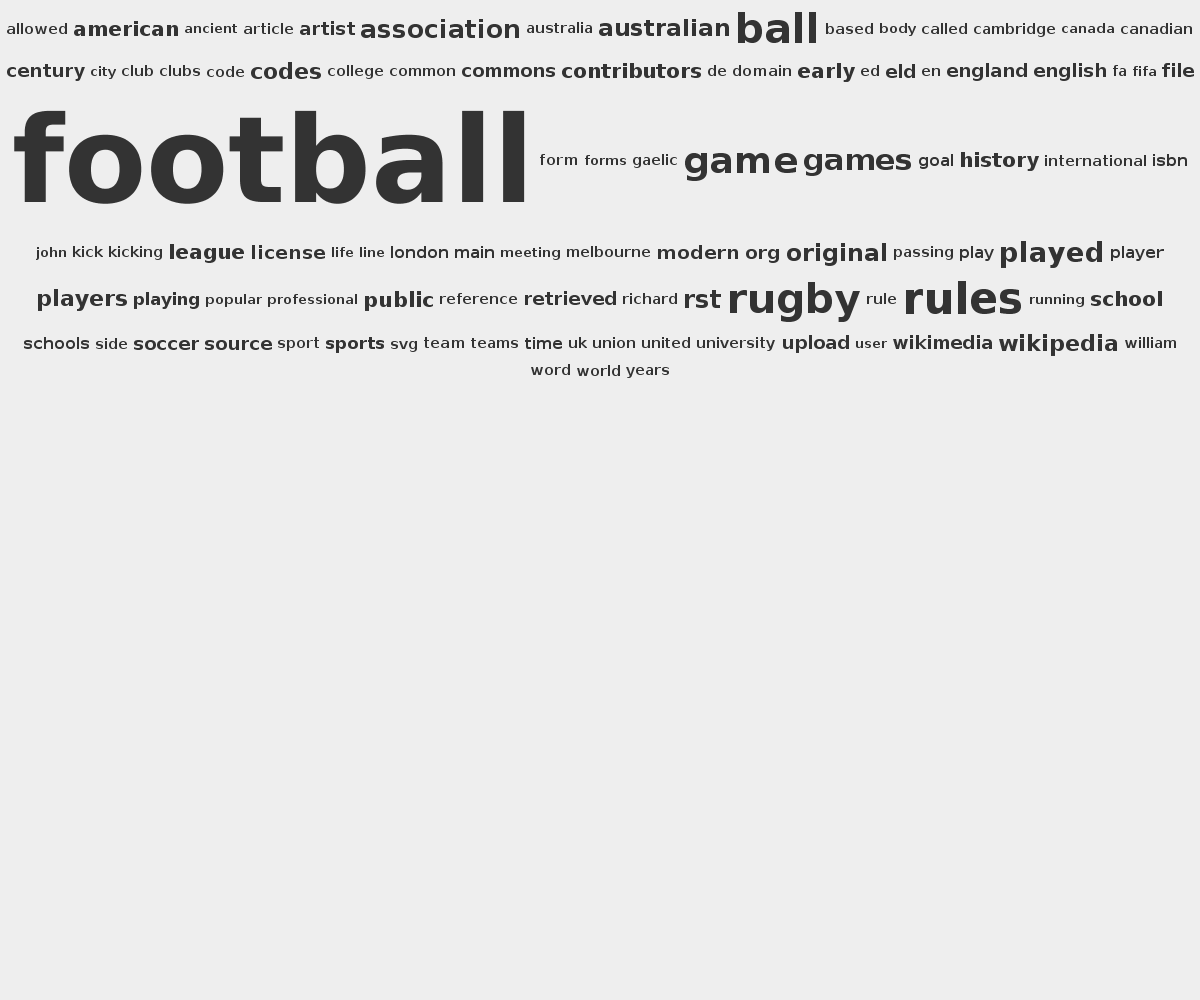 allowed american ancient article artist association australia australian ball based body called cambridge canada canadian
century city club clubs code codes college common commons contributors de domain early ed eld en england english fa fifa file
football form forms gaelic game games goal history international isbn
john kick kicking league license life line london main meeting melbourne modern org original passing play played player
players playing popular professional public reference retrieved richard rst rugby rule rules running school
schools side soccer source sport sports svg team teams time uk union united university upload user wikimedia wikipedia william
word world years